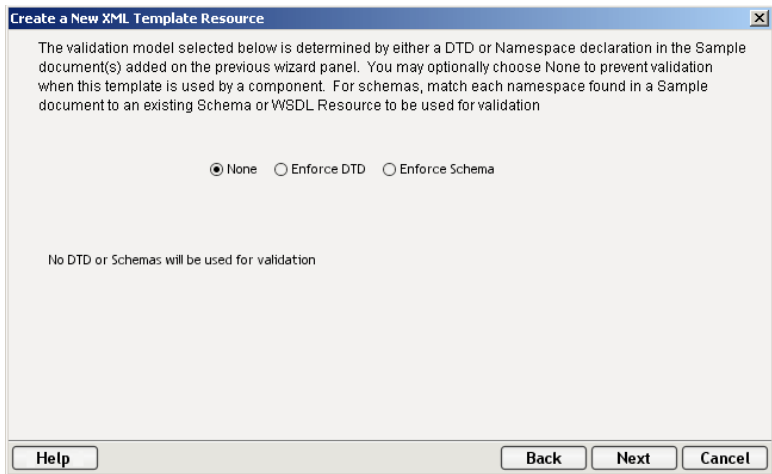 Create a New XML Template Resource
The validation model selected below is determined by either a DTD or Namespace declaration in the Sample
document(s) added on the previous wizard panel. You may optionally choose None to prevent validation
when this template is used by a component. For schemas, match each namespace found in a Sample
document to an existing Schema or WSDL Resource to be used for validation
None Enforce DTD Enforce Schema
No DTD or Schemas will be used for validation
Help Back Next Cancel